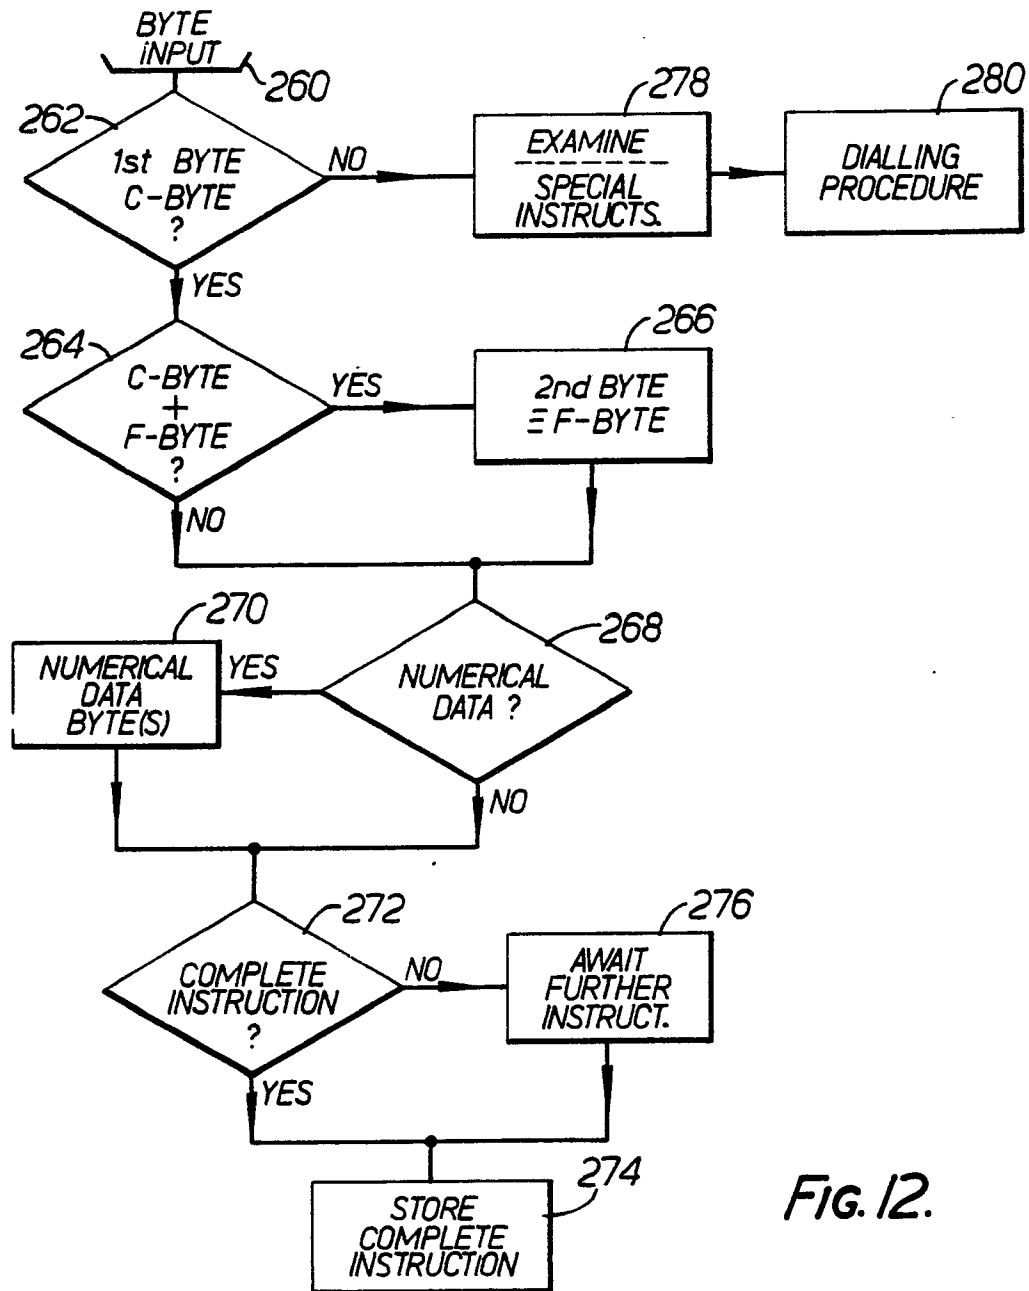 BYTE
INPUT
260
262
1st BYTE
C-BYTE
?
NO
278
EXAMINE
SPECIAL
INSTRUCTS.
280
DIALLING
PROCEDURE
YES
264
C-BYTE
+
F-BYTE
?
YES
266
2nd BYTE
≡ F-BYTE
NO
270
NUMERICAL
DATA
BYTE(S)
YES
268
NUMERICAL
DATA ?
NO
272
COMPLETE
INSTRUCTION
?
NO
276
AWAIT
FURTHER
INSTRUCT.
YES
274
STORE
COMPLETE
INSTRUCTION
FIG. 12.